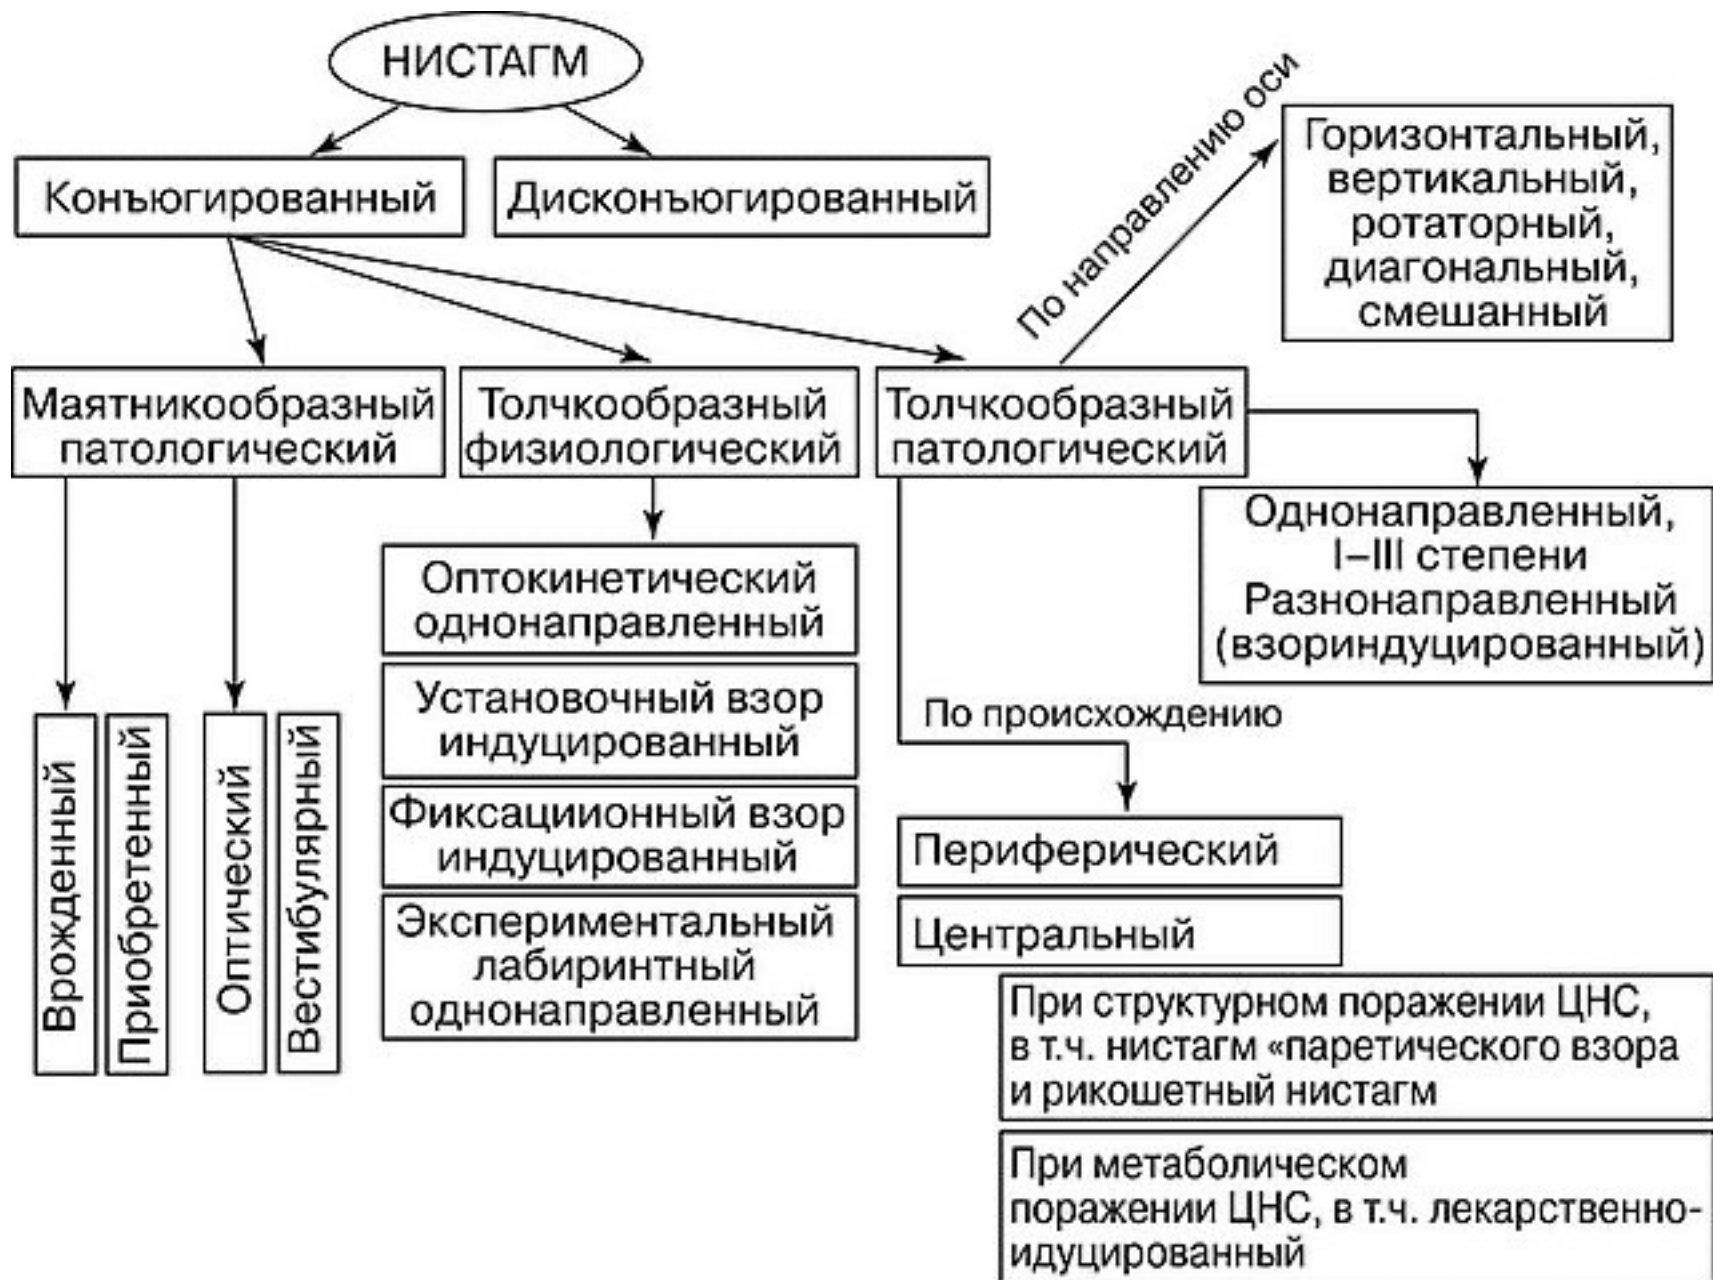 НИСТАГМ
Конъюгированный
Дисконъюгированный
По направлению оси
Горизонтальный,
вертикальный,
ротаторный,
диагональный,
смешанный
Маятникообразный
патологический
Толчкообразный
физиологический
Толчкообразный
патологический
Однонаправленный,
I–III степени
Разнонаправленный
(взориндуцированный)
Оптокинетический
однонаправленный
Установочный взор
индуцированный
Фиксациионный взор
индуцированный
Экспериментальный
лабиринтный
однонаправленный
Врожденный
Приобретенный
Оптический
Вестибулярный
По происхождению
Периферический
Центральный
При структурном поражении ЦНС,
в т.ч. нистагм «паретического взора
и рикошетный нистагм
При метаболическом
поражении ЦНС, в т.ч. лекарственно-
идуцированный